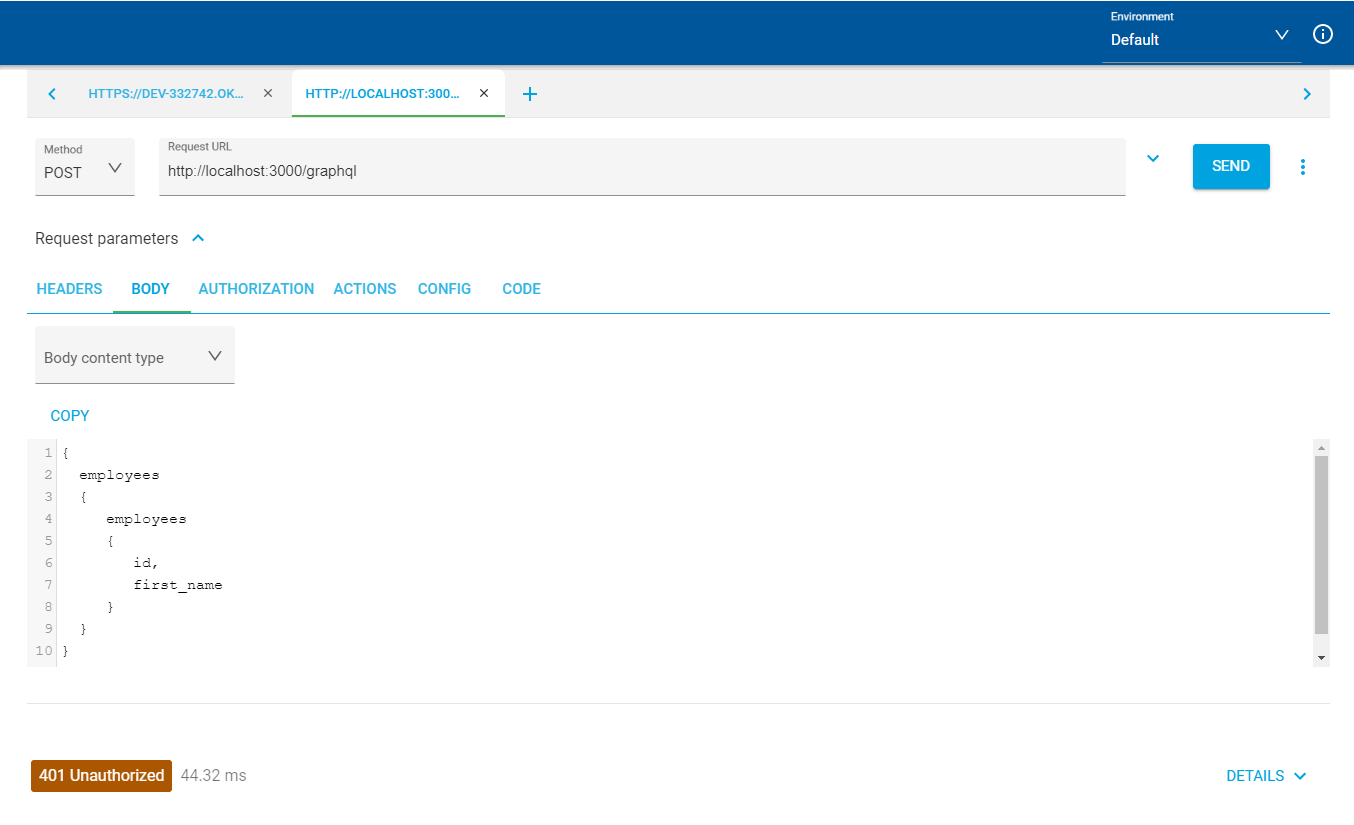 Environment
Default
HTTPS://DEV-332742.OK... × HTTP://LOCALHOST:300... × +
Method
POST
Request URL
http://localhost:3000/graphql
SEND
Request parameters
HEADERS BODY AUTHORIZATION ACTIONS CONFIG CODE
Body content type
COPY
1 {
2 employees
3 {
4 employees
5 {
6 id,
7 first_name
8 }
9 }
10 }
401 Unauthorized 44.32 ms DETAILS